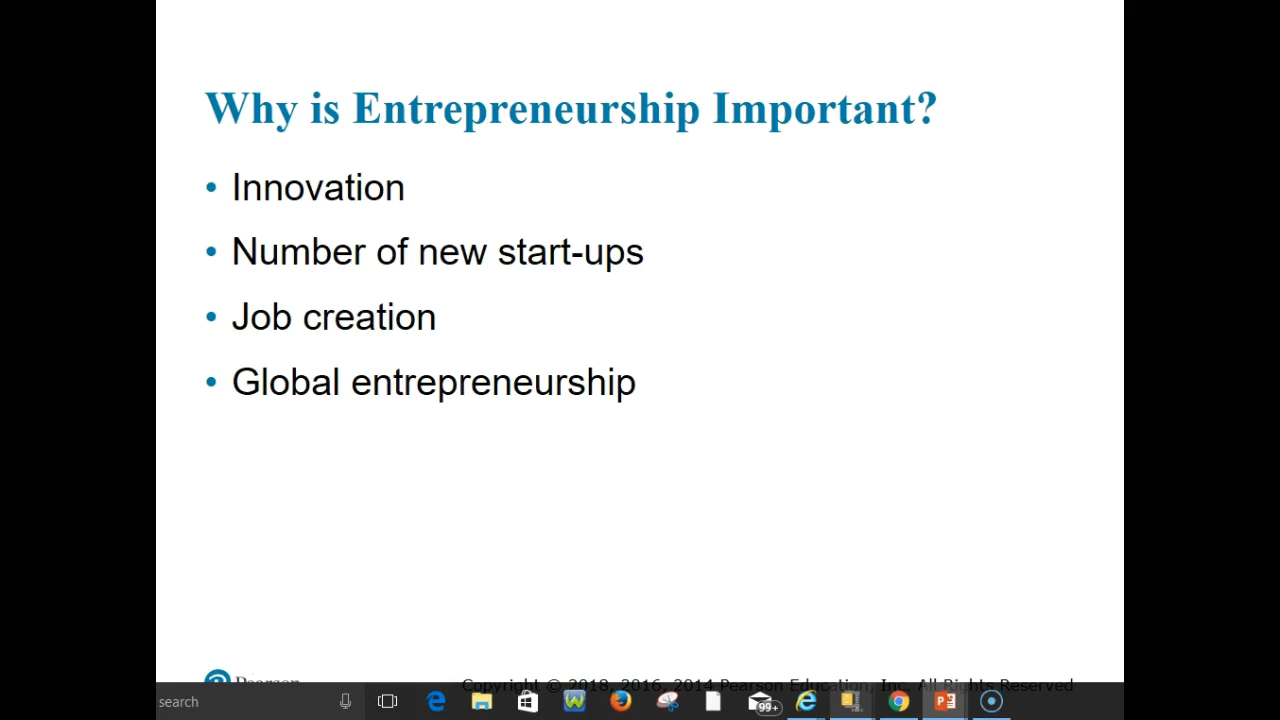 Why is Entrepreneurship Important?
• Innovation
• Number of new start-ups
• Job creation
• Global entrepreneurship
Pearson
Copyright © 2018, 2016, 2014 Pearson Education, Inc. All Rights Reserved
search
99+